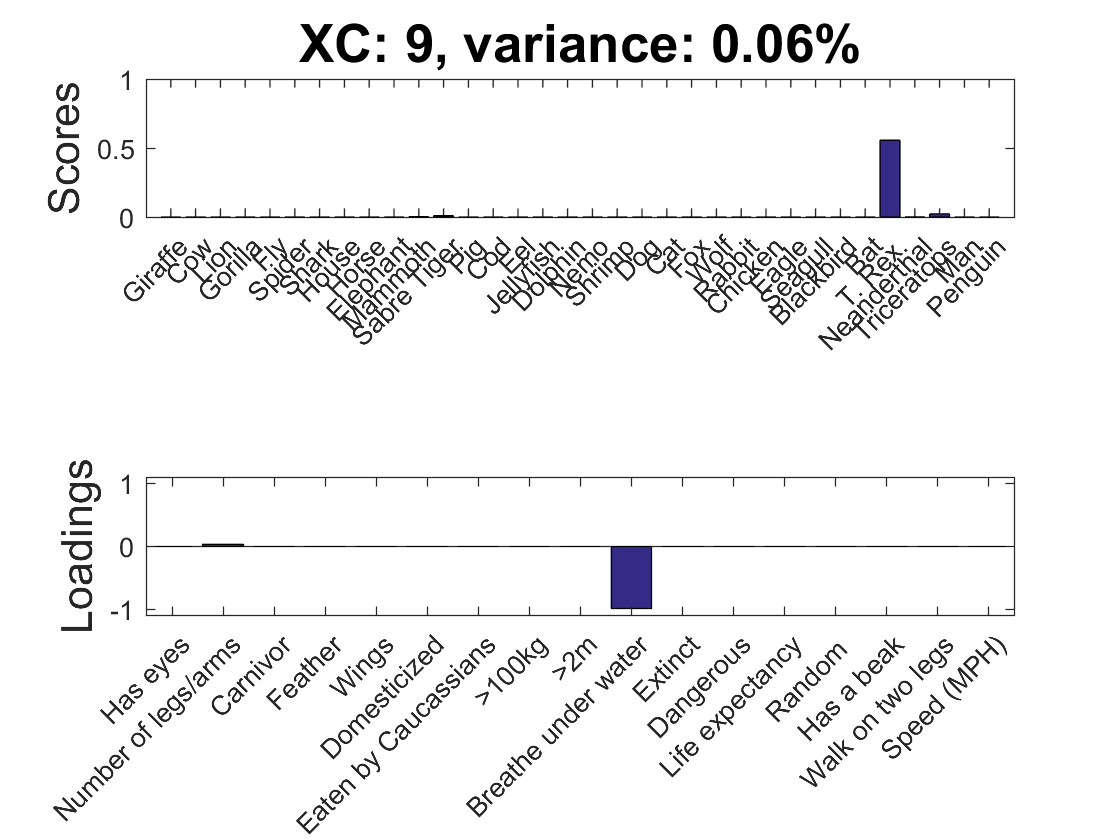 XC: 9, variance: 0.06%
Scores
1
0.5
0
Giraffe
Cow
Lion
Gorilla
Fly
Spider
Shark
House
Horse
Elephant
Mammoth
Sabre Tiger
Pig
Cod
Eel
Jellyfish
Dolphin
Nemo
Shrimp
Dog
Cat
Fox
Wolf
Rabbit
Chicken
Eagle
Seagull
Blackbird
Bat
T. Rex
Neanderthal
Triceratops
Man
Penguin
Loadings
1
0
-1
Has eyes
Number of legs/arms
Carnivor
Feather
Wings
Domesticized
Eaten by Caucassians
>100kg
>2m
Breathe under water
Extinct
Dangerous
Life expectancy
Random
Has a beak
Walk on two legs
Speed (MPH)